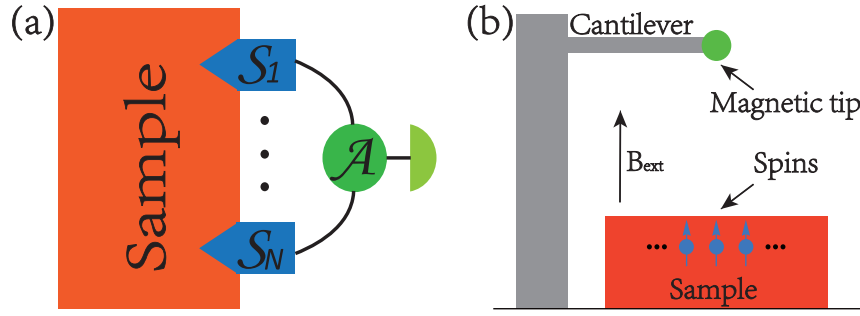 (a)
Sample
S1
A
SN
(b)
Cantilever
Magnetic tip
Bext
Spins
... ...
Sample